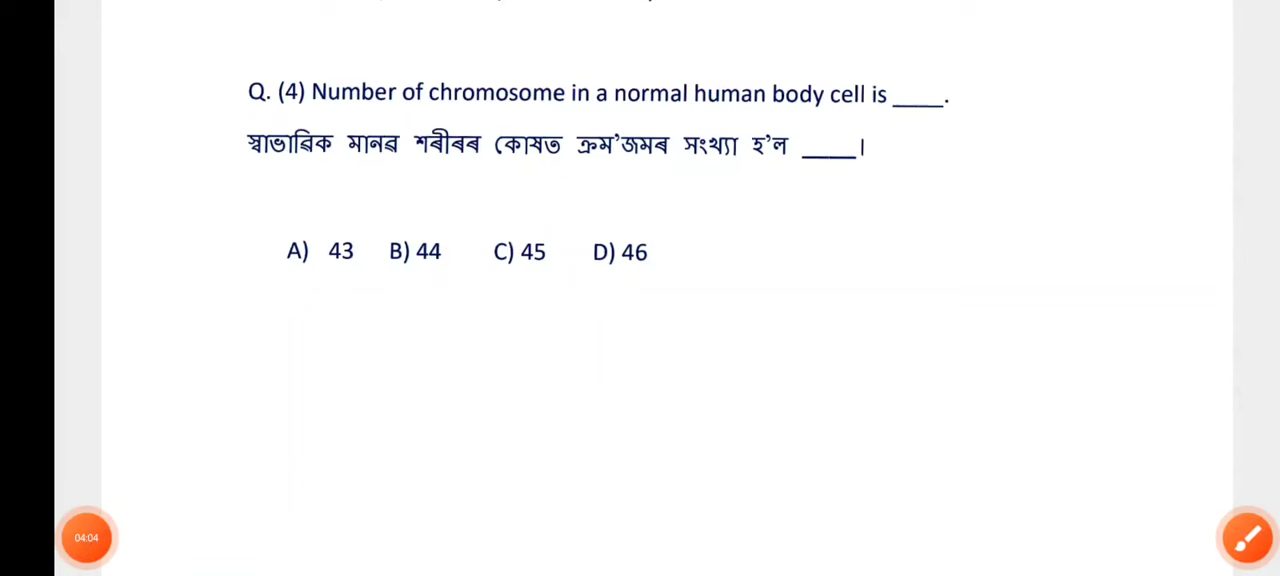 Q. (4) Number of chromosome in a normal human body cell is ____.
স্বাভাৱিক মানৱ শৰীৰৰ কোষত ক্ৰম’জমৰ সংখ্যা হ’ল ____।
A) 43 B) 44 C) 45 D) 46
04:04